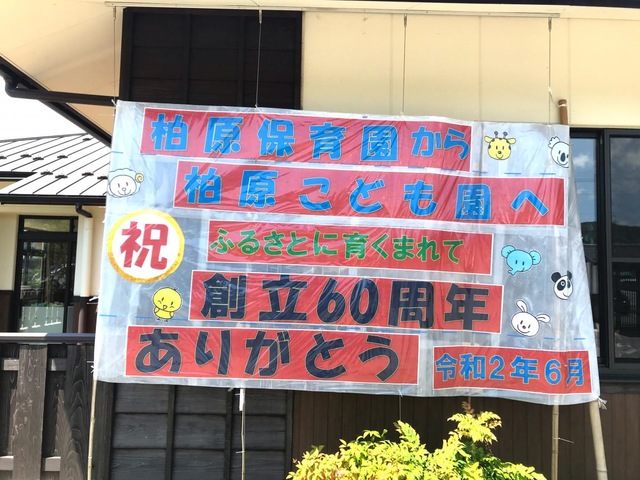 柏原保育園から
柏原こども園へ
祝
ふるさとに育くまれて
創立60周年
ありがとう
令和2年6月